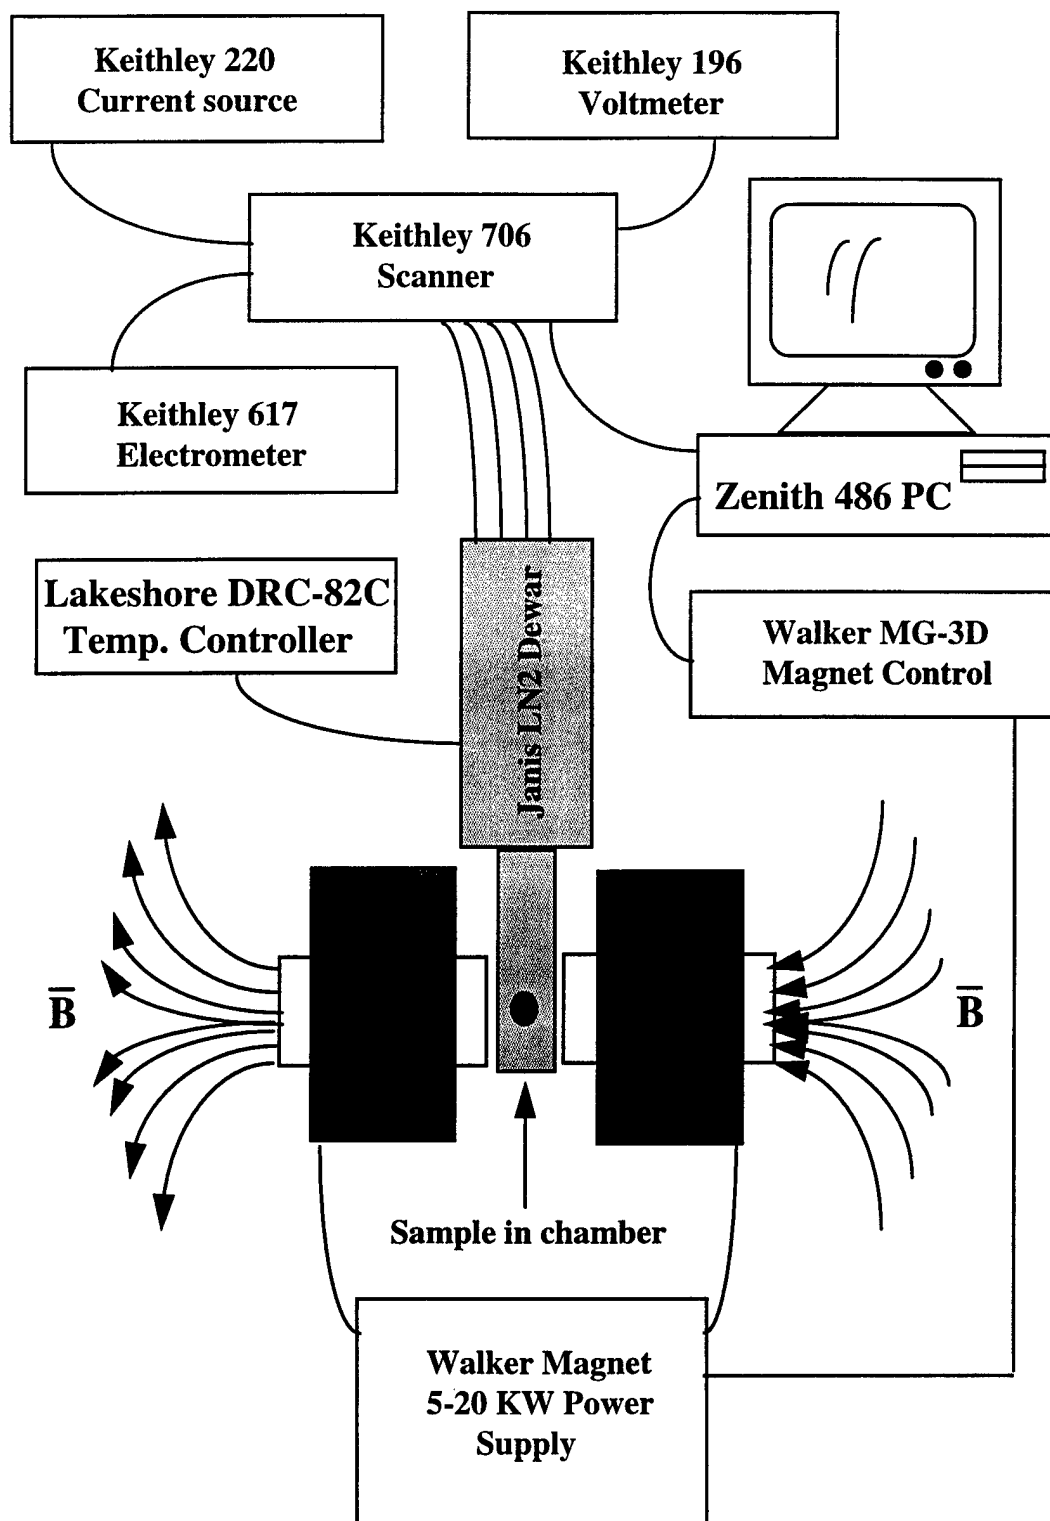 Keithley 220
Current source
Keithley 196
Voltmeter
Keithley 706
Scanner
Keithley 617
Electrometer
Zenith 486 PC
Lakeshore DRC-82C
Temp. Controller
Janis LN2 Dewar
Walker MG-3D
Magnet Control
B̅
B̅
Sample in chamber
Walker Magnet
5-20 KW Power
Supply